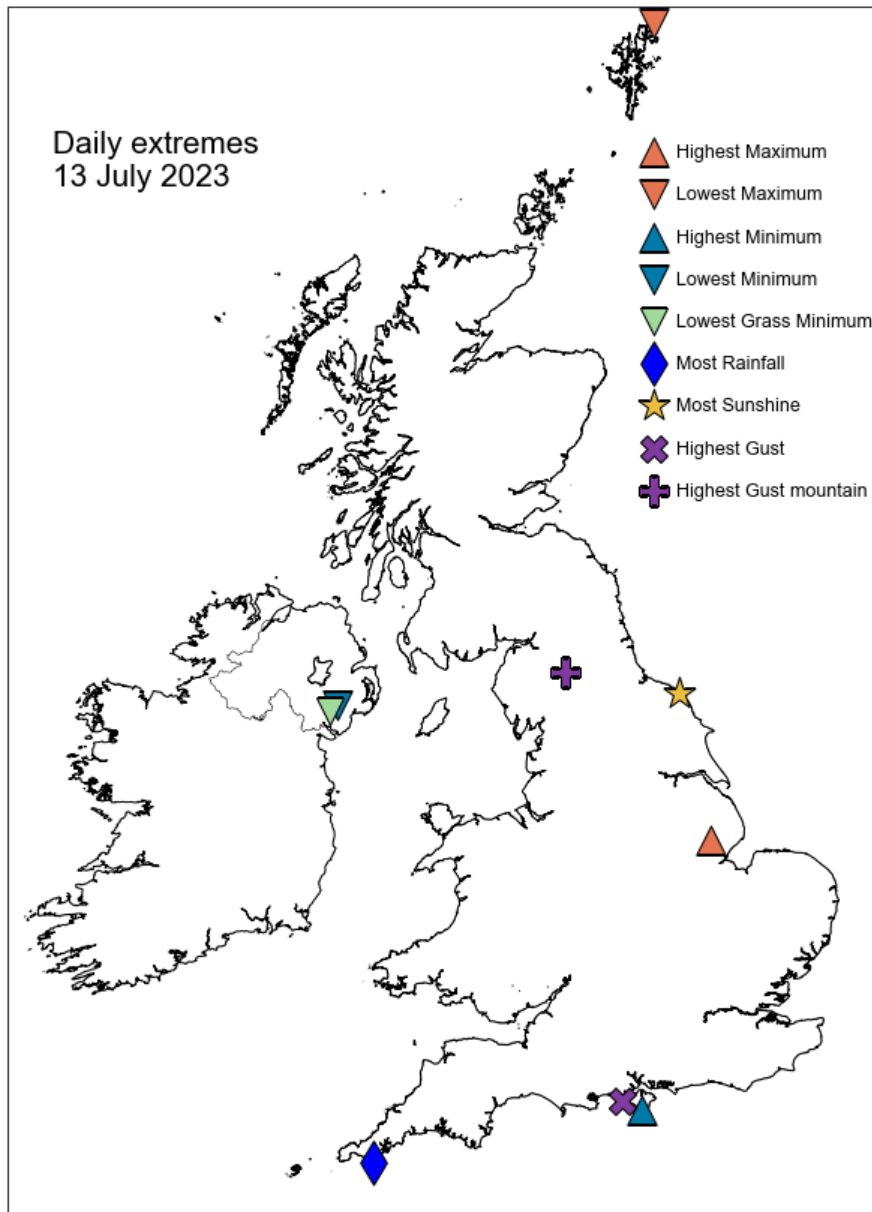 Daily extremes
13 July 2023
Highest Maximum
Lowest Maximum
Highest Minimum
Lowest Minimum
Lowest Grass Minimum
Most Rainfall
Most Sunshine
Highest Gust
Highest Gust mountain